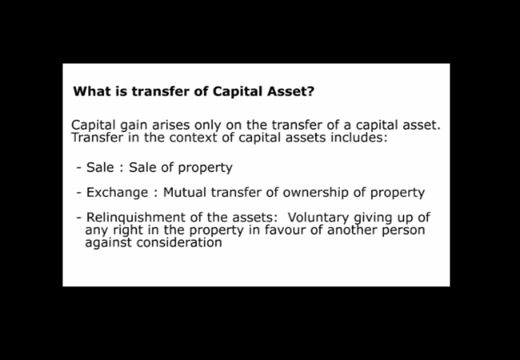 What is transfer of Capital Asset?
Capital gain arises only on the transfer of a capital asset.
Transfer in the context of capital assets includes:
- Sale : Sale of property
- Exchange : Mutual transfer of ownership of property
- Relinquishment of the assets: Voluntary giving up of
any right in the property in favour of another person
against consideration